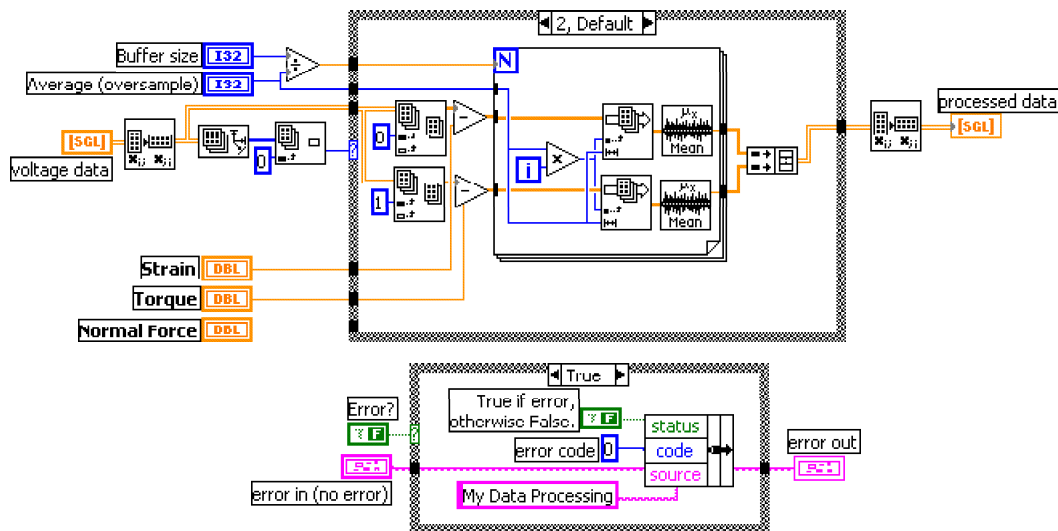 2, Default
Buffer size
I32
Average (oversample)
I32
N
[SGL]
voltage data
x i,j x j,i
0
0
1
i
Mean
Mean
x i,j x j,i
processed data
[SGL]
Strain
DBL
Torque
DBL
Normal Force
DBL
?
True
Error?
F
?
True if error,
otherwise False.
F
status
error code
0
code
source
error in (no error)
My Data Processing
error out